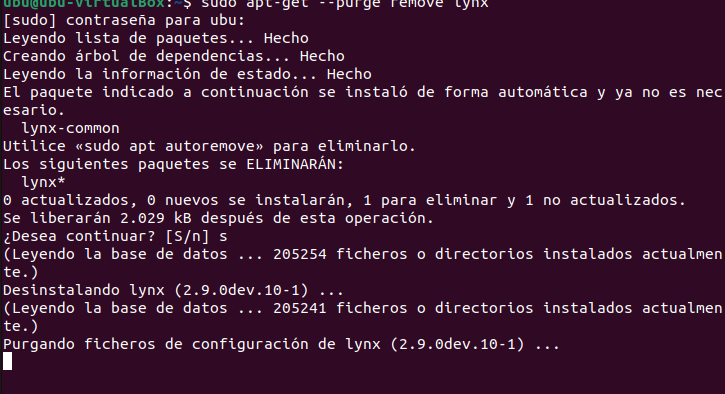 ubu@ubu-VirtualBox:~$ sudo apt-get --purge remove lynx
[sudo] contraseña para ubu:
Leyendo lista de paquetes... Hecho
Creando árbol de dependencias... Hecho
Leyendo la información de estado... Hecho
El paquete indicado a continuación se instaló de forma automática y ya no es nec
esario.
  lynx-common
Utilice «sudo apt autoremove» para eliminarlo.
Los siguientes paquetes se ELIMINARÁN:
  lynx*
0 actualizados, 0 nuevos se instalarán, 1 para eliminar y 1 no actualizados.
Se liberarán 2.029 kB después de esta operación.
¿Desea continuar? [S/n] s
(Leyendo la base de datos ... 205254 ficheros o directorios instalados actualmen
te.)
Desinstalando lynx (2.9.0dev.10-1) ...
(Leyendo la base de datos ... 205241 ficheros o directorios instalados actualmen
te.)
Purgando ficheros de configuración de lynx (2.9.0dev.10-1) ...